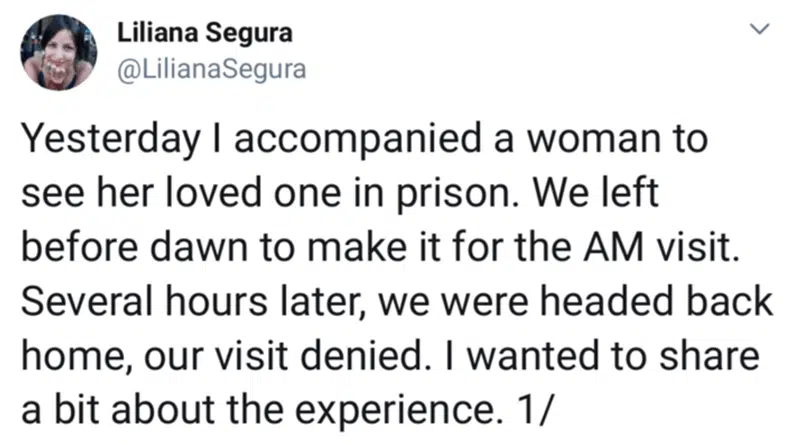 Liliana Segura
@LilianaSegura
Yesterday I accompanied a woman to
see her loved one in prison. We left
before dawn to make it for the AM visit.
Several hours later, we were headed back
home, our visit denied. I wanted to share
a bit about the experience. 1/